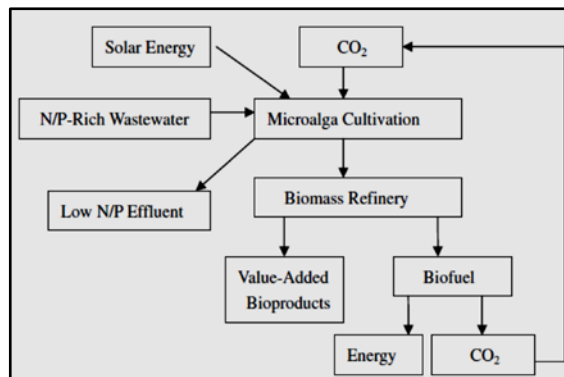 Solar Energy
CO2
N/P-Rich Wastewater
Microalga Cultivation
Low N/P Effluent
Biomass Refinery
Value-Added
Bioproducts
Biofuel
Energy
CO2